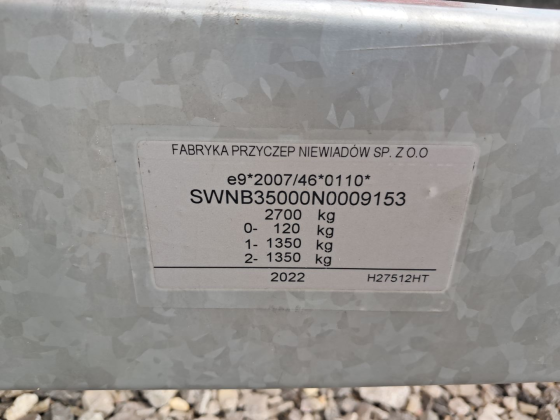 FABRYKA PRZYCZEP NIEWIADÓW SP. Z O.O
e9*2007/46*0110*
SWNB35000N0009153
2700 kg
0- 120 kg
1- 1350 kg
2- 1350 kg
2022 H27512HT